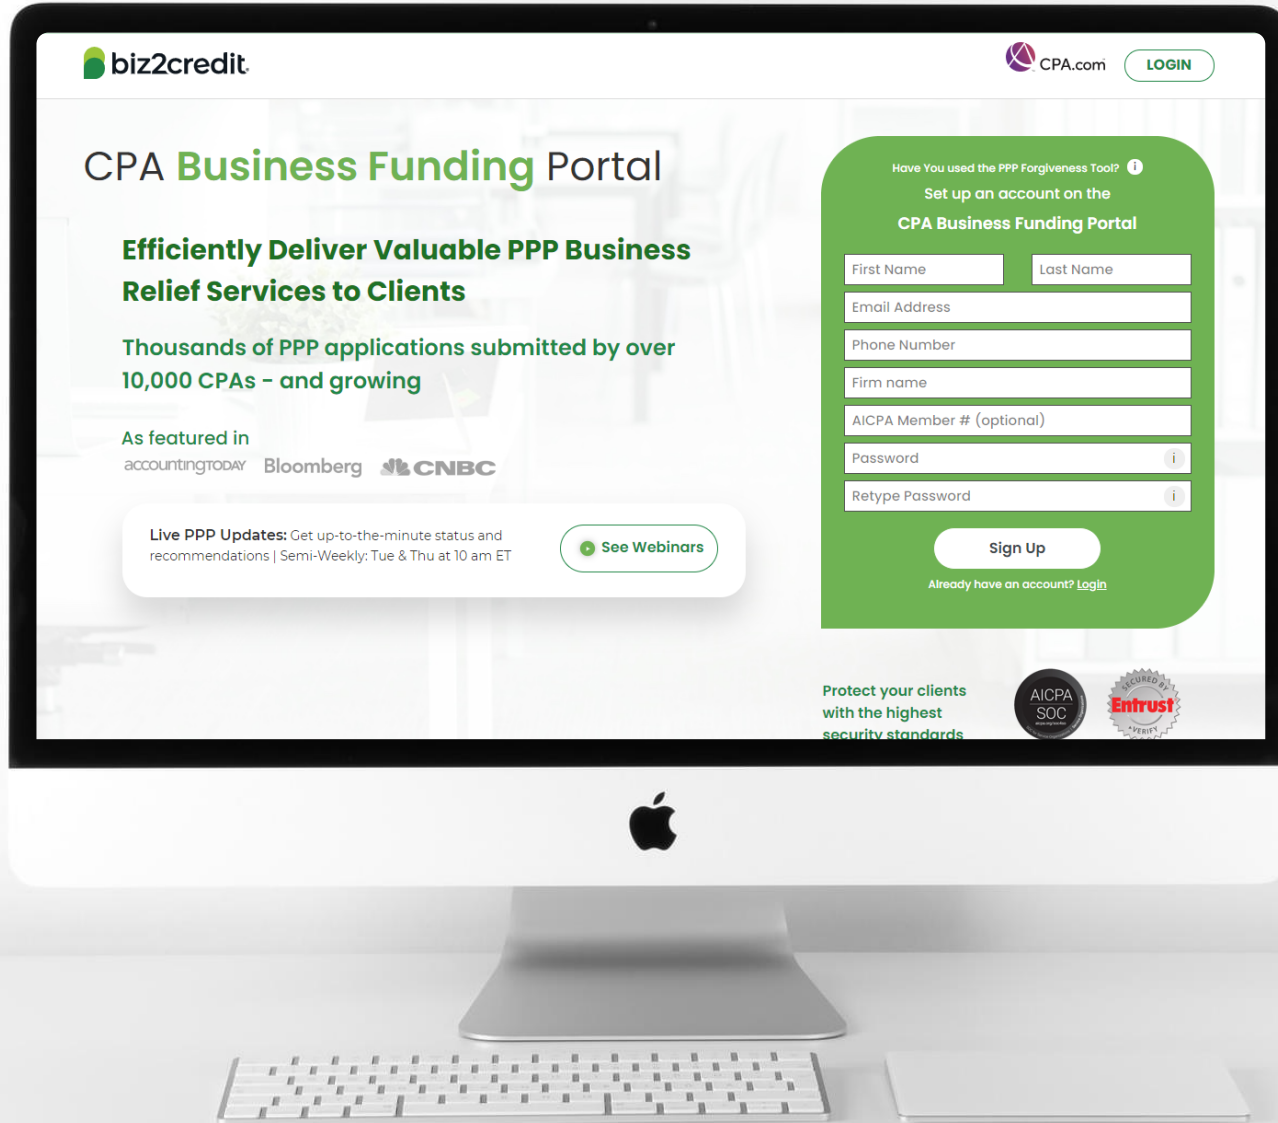 biz2credit
CPA.com
LOGIN
CPA Business Funding Portal
Efficiently Deliver Valuable PPP Business
Relief Services to Clients
Thousands of PPP applications submitted by over
10,000 CPAs - and growing
As featured in
accountingTODAY Bloomberg CNBC
Live PPP Updates: Get up-to-the-minute status and
recommendations | Semi-Weekly: Tue & Thu at 10 am ET
See Webinars
Have You used the PPP Forgiveness Tool? i
Set up an account on the
CPA Business Funding Portal
First Name
Last Name
Email Address
Phone Number
Firm name
AICPA Member # (optional)
Password i
Retype Password i
Sign Up
Already have an account? Login
Protect your clients
with the highest
security standards
AICPA
SOC
SECURED BY
Entrust
VERIFY